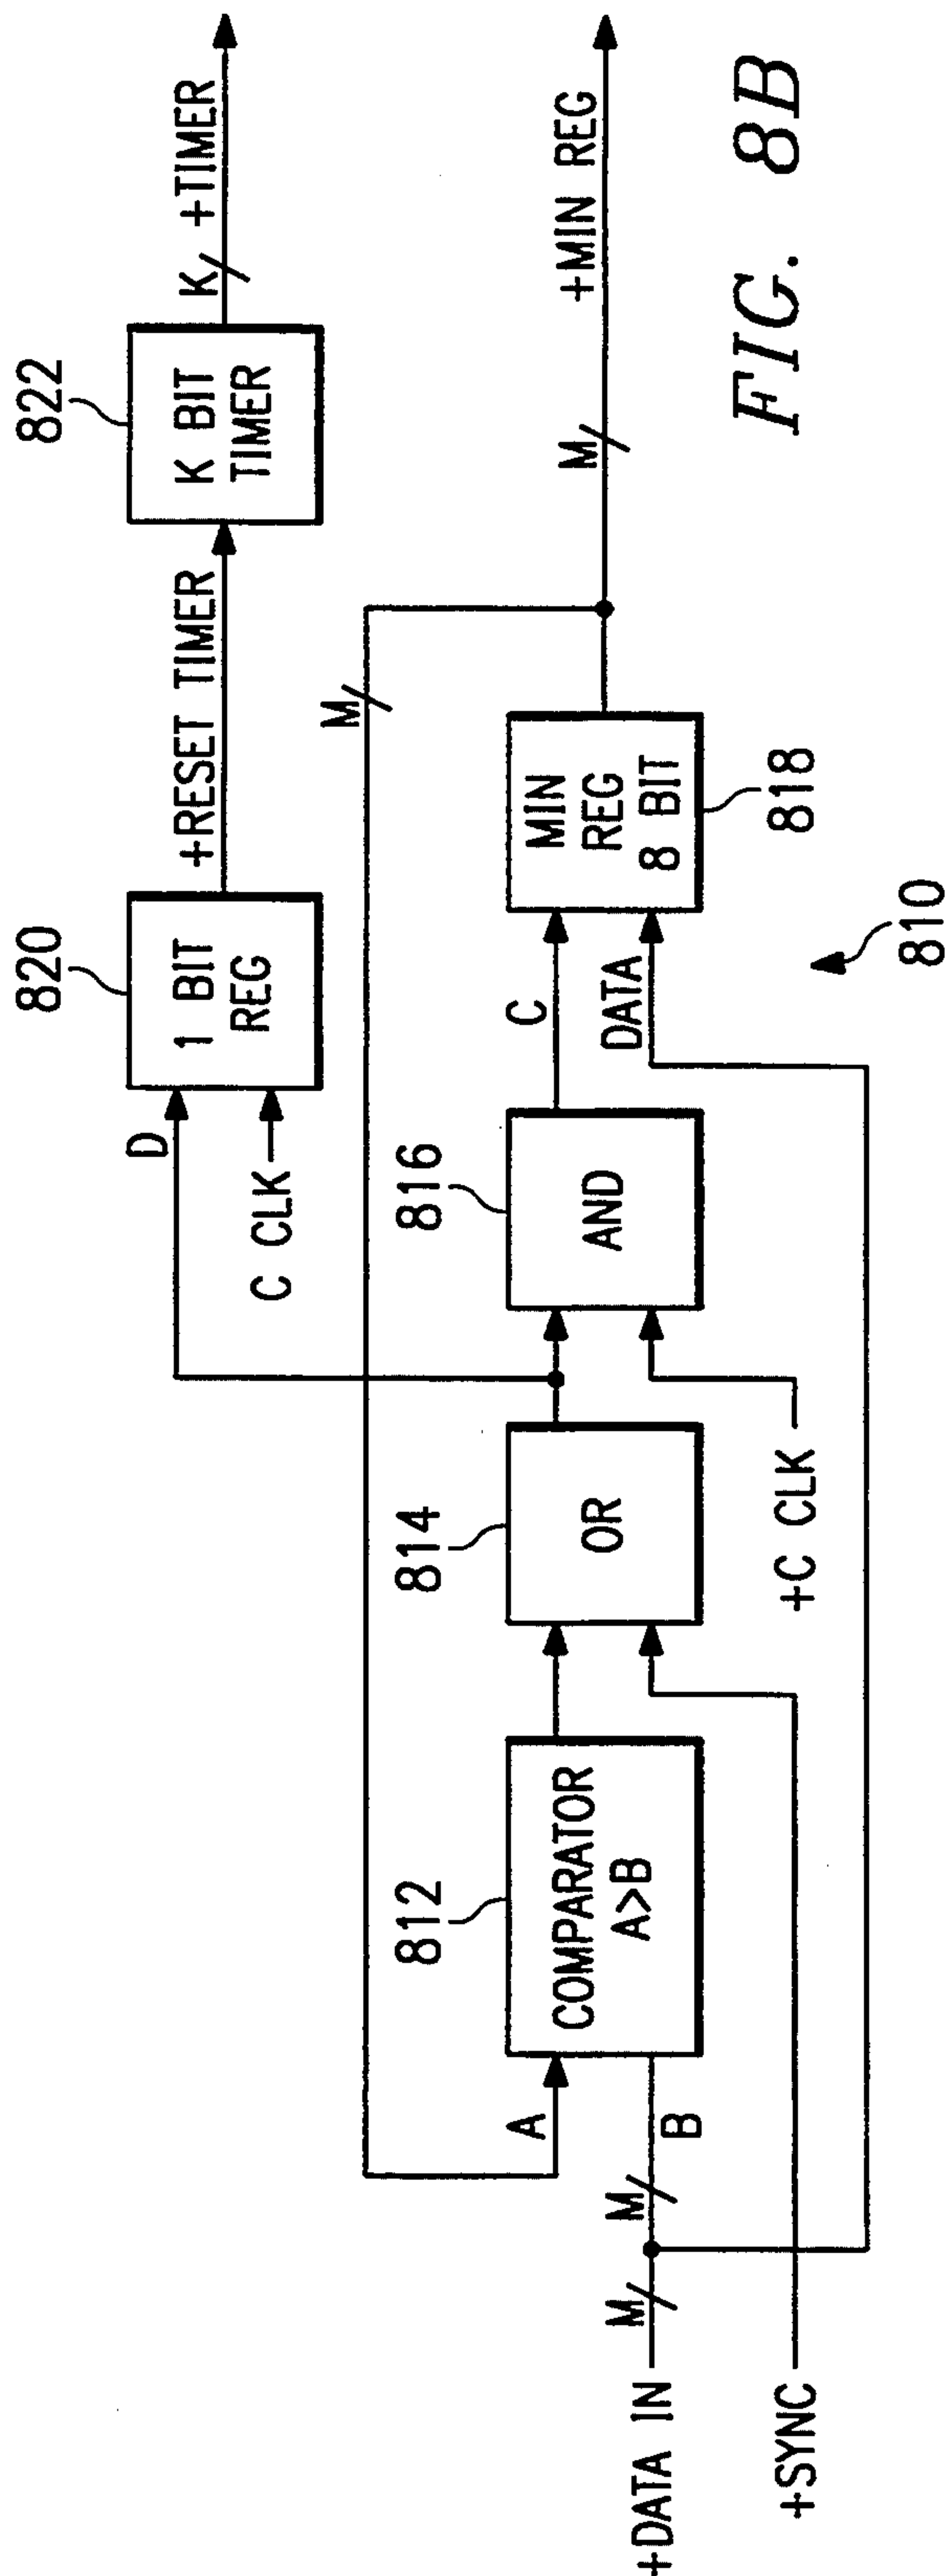 822
K BIT
TIMER
K
+TIMER
820
1 BIT
REG
+RESET TIMER
D
C CLK
M
A
B
M
M
+DATA IN
+SYNC
812
COMPARATOR
A>B
814
OR
+C CLK
816
AND
C
DATA
MIN
REG
8 BIT
818
M
+MIN REG
810
FIG. 8B